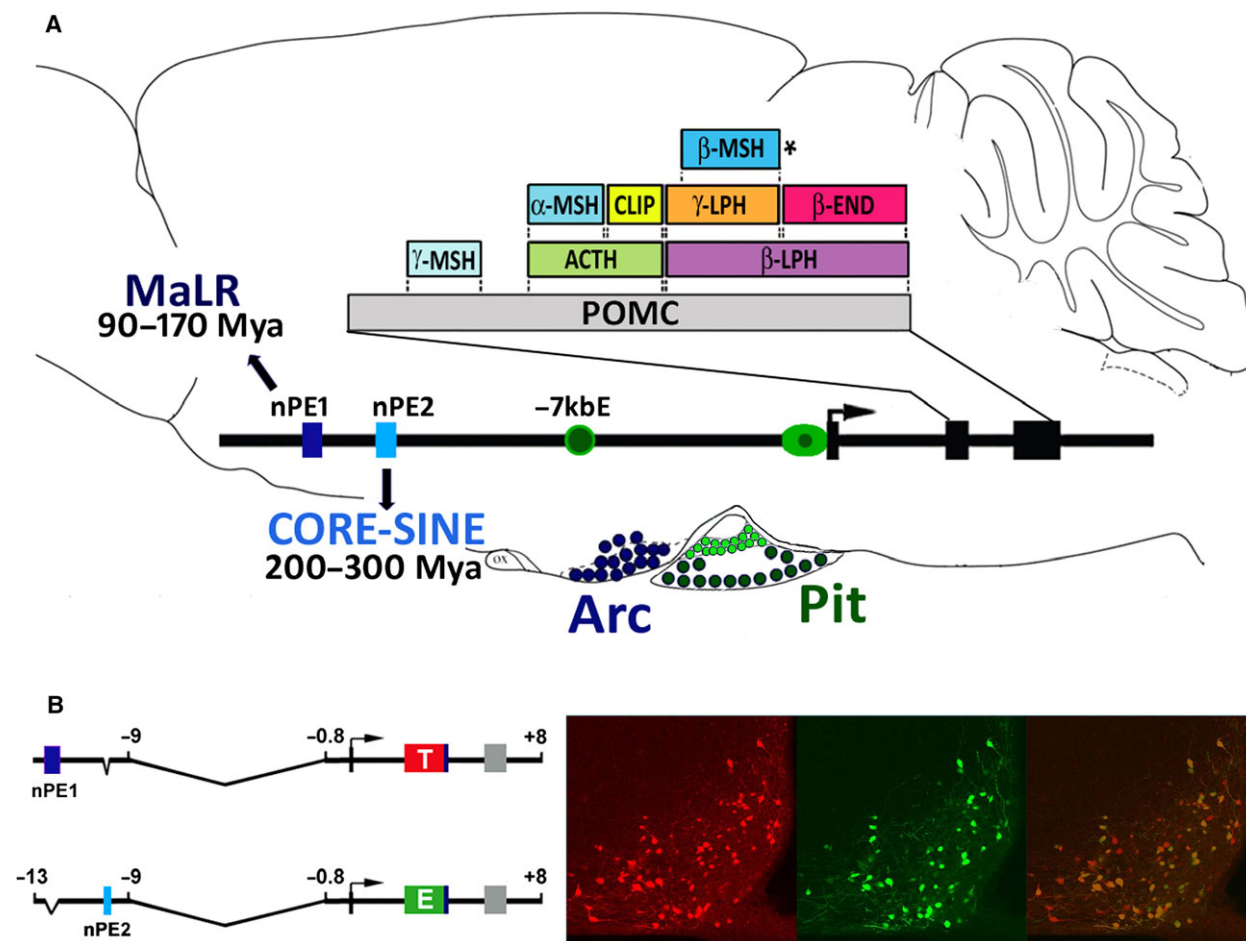 A
β-MSH *
α-MSH CLIP γ-LPH β-END
γ-MSH ACTH β-LPH
POMC
MaLR
90–170 Mya
nPE1 nPE2 –7kbE
CORE-SINE
200–300 Mya
ox
Arc Pit
B
–9 –0.8 +8
T
nPE1
–13 –9 –0.8 +8
E
nPE2